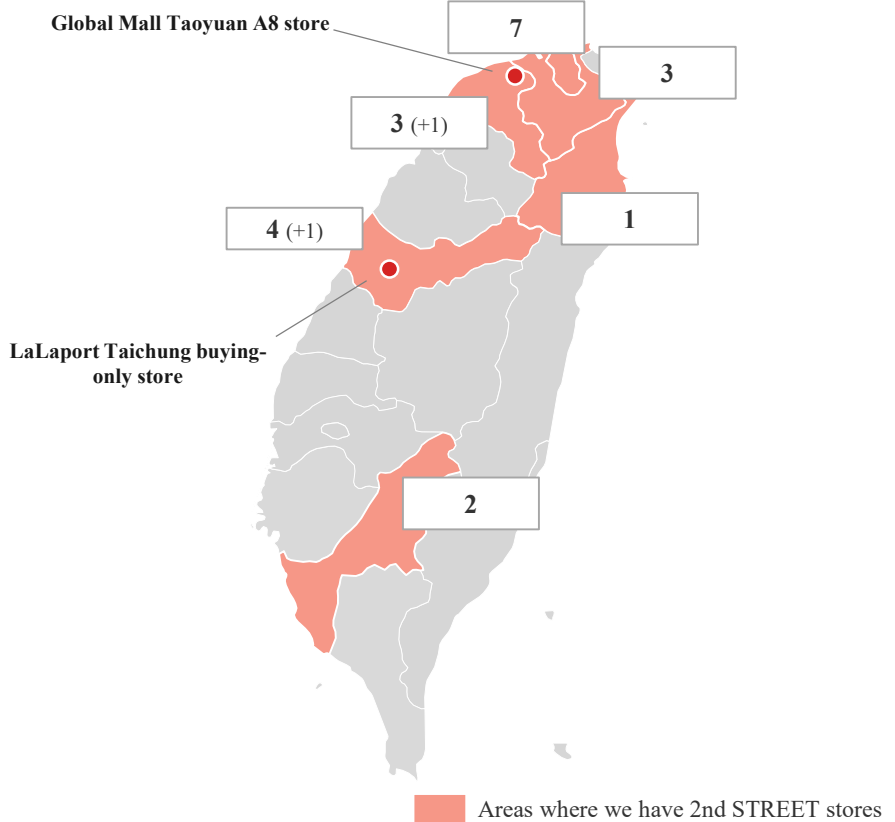 Global Mall Taoyuan A8 store
7
3
3 (+1)
4 (+1)
1
LaLaport Taichung buying-
only store
2
Areas where we have 2nd STREET stores